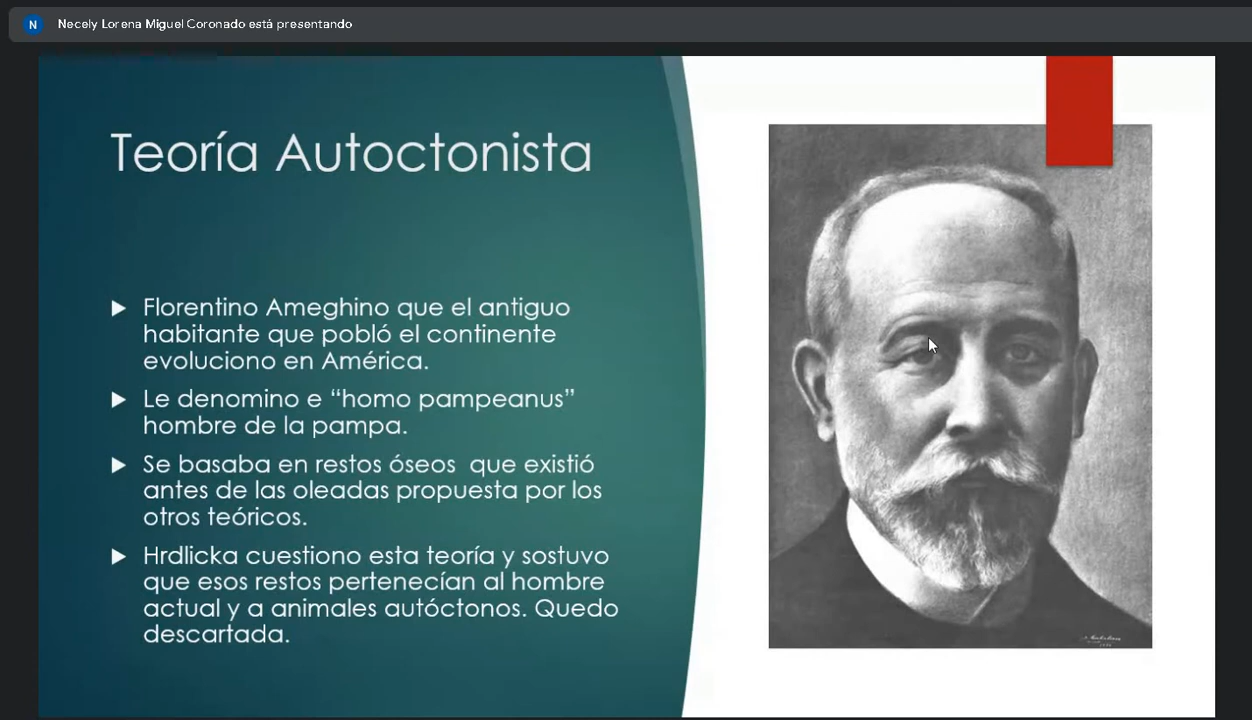 N
Necely Lorena Miguel Coronado está presentando
Teoría Autoctonista
Florentino Ameghino que el antiguo
habitante que pobló el continente
evoluciono en América.
Le denomino e “homo pampeanus”
hombre de la pampa.
Se basaba en restos óseos que existió
antes de las oleadas propuesta por los
otros teóricos.
Hrdlicka cuestiono esta teoría y sostuvo
que esos restos pertenecían al hombre
actual y a animales autóctonos. Quedo
descartada.